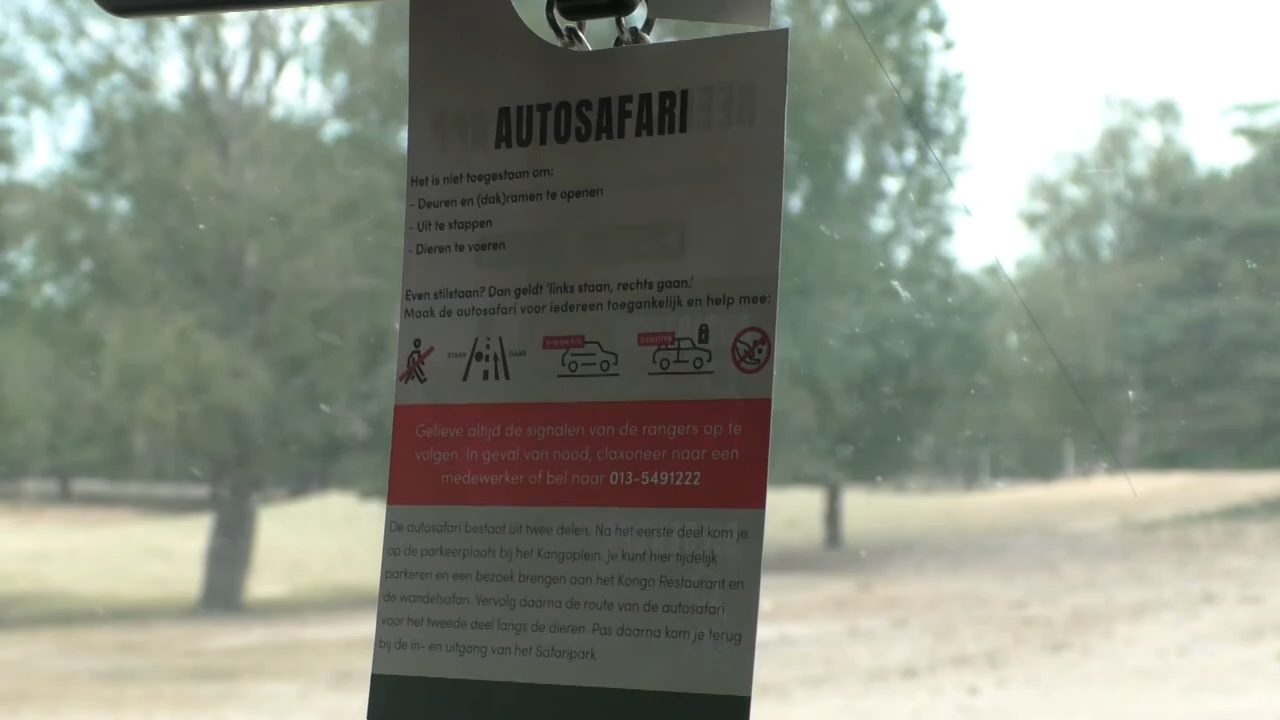 AUTOSAFARI
Het is niet toegestaan om:
- Deuren en (dak)ramen te openen
- Uit te stappen
- Dieren te voeren
Even stilstaan? Dan geldt 'links staan, rechts gaan.'
Maak de autosafari voor iedereen toegankelijk en help mee:
STAAN GAAN
GESLOTEN
Gelieve altijd de signalen van de rangers op te
volgen. In geval van nood, claxoneer naar een
medewerker of bel naar 013-5491222
De autosafari bestaat uit twee delen. Na het eerste deel kom je
op de parkeerplaats bij het Kongoplein. Je kunt hier tijdelijk
parkeren en een bezoek brengen aan het Kongo Restaurant en
de wandelsafari. Vervolg daarna de route van de autosafari
voor het tweede deel langs de dieren. Pas daarna kom je terug
bij de in- en uitgang van het Safaripark.